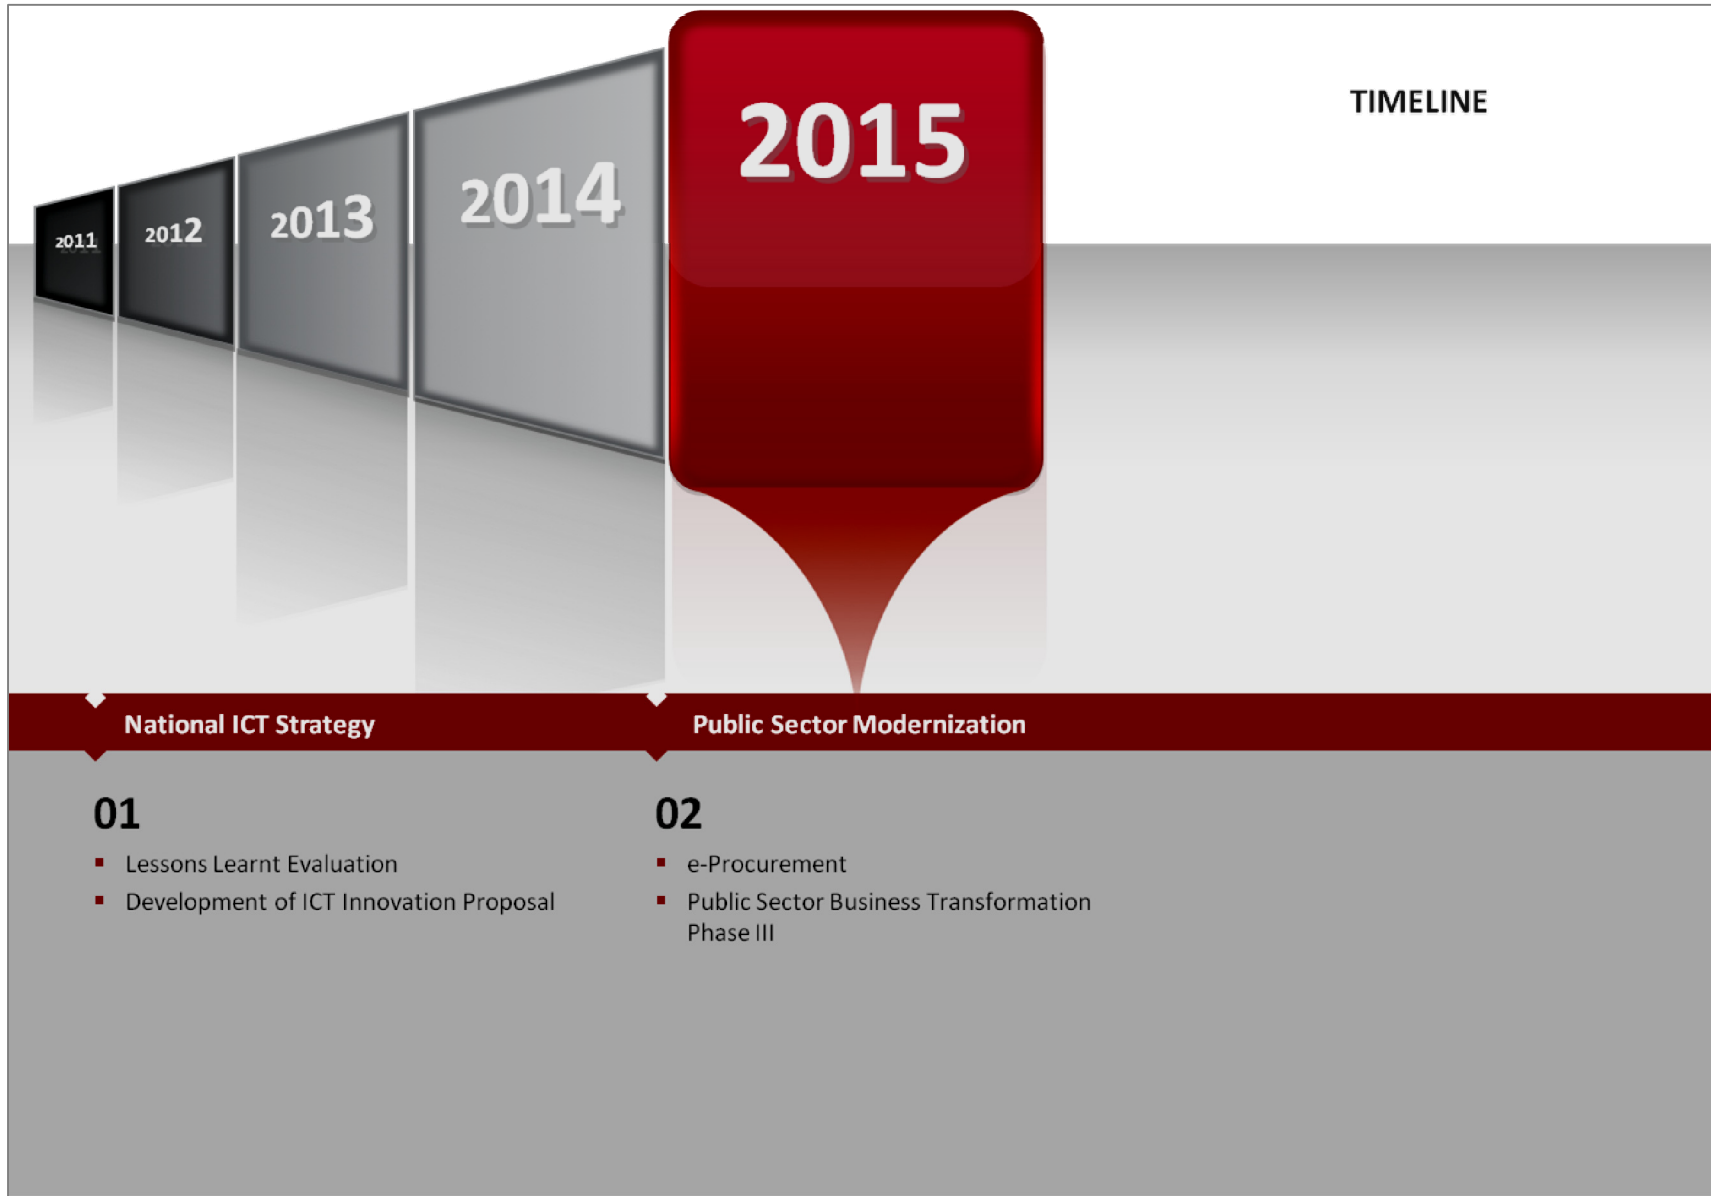 TIMELINE
2011
2012
2013
2014
2015
National ICT Strategy
Public Sector Modernization
01
▪ Lessons Learnt Evaluation
▪ Development of ICT Innovation Proposal
02
▪ e-Procurement
▪ Public Sector Business Transformation
Phase III